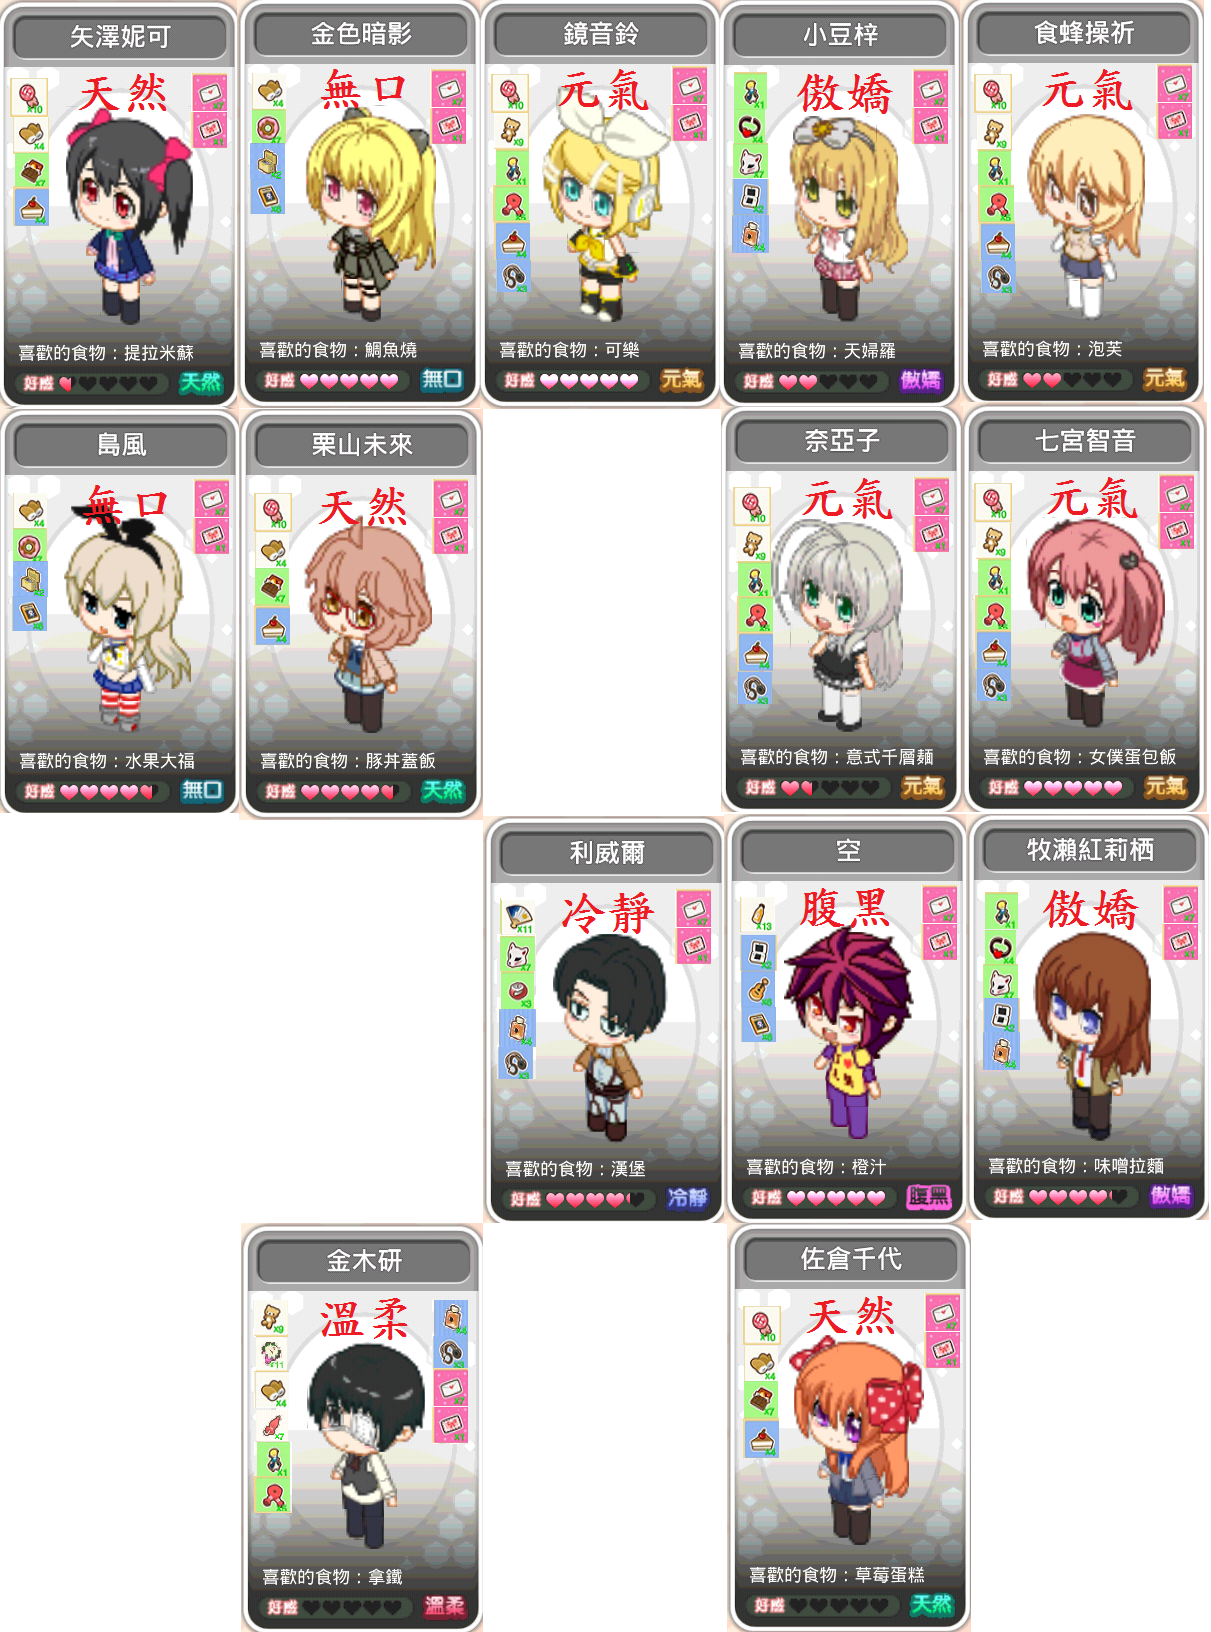 矢澤妮可
天然
x10
x4
x7
x4
x7
x1
喜歡的食物：提拉米蘇
好感
天然
金色暗影
無口
x4
x7
x2
x6
x7
x1
喜歡的食物：鯛魚燒
好感
無口
鏡音鈴
元氣
x10
x9
x1
x4
x3
x7
x1
喜歡的食物：可樂
好感
元氣
小豆梓
傲嬌
x1
x4
x7
x2
x4
x7
x1
喜歡的食物：天婦羅
好感
傲嬌
食蜂操祈
元氣
x10
x9
x1
x4
x3
x7
x1
喜歡的食物：泡芙
好感
元氣
島風
無口
x4
x7
x2
x6
x7
x1
喜歡的食物：水果大福
好感
無口
栗山未來
天然
x10
x4
x7
x4
x7
x1
喜歡的食物：豚丼蓋飯
好感
天然
奈亞子
元氣
x10
x9
x1
x4
x3
x7
x1
喜歡的食物：意式千層麵
好感
元氣
七宮智音
元氣
x10
x9
x1
x4
x3
x7
x1
喜歡的食物：女僕蛋包飯
好感
元氣
利威爾
冷靜
x11
x7
x3
x4
x3
x7
x1
喜歡的食物：漢堡
好感
冷靜
空
腹黑
x13
x2
x6
x6
x7
x1
喜歡的食物：橙汁
好感
腹黑
牧瀨紅莉栖
傲嬌
x1
x4
x7
x2
x4
x7
x1
喜歡的食物：味噌拉麵
好感
傲嬌
金木研
溫柔
x9
x11
x4
x7
x1
x4
x3
x7
x1
喜歡的食物：拿鐵
好感
溫柔
佐倉千代
天然
x10
x4
x7
x4
x7
x1
喜歡的食物：草莓蛋糕
好感
天然